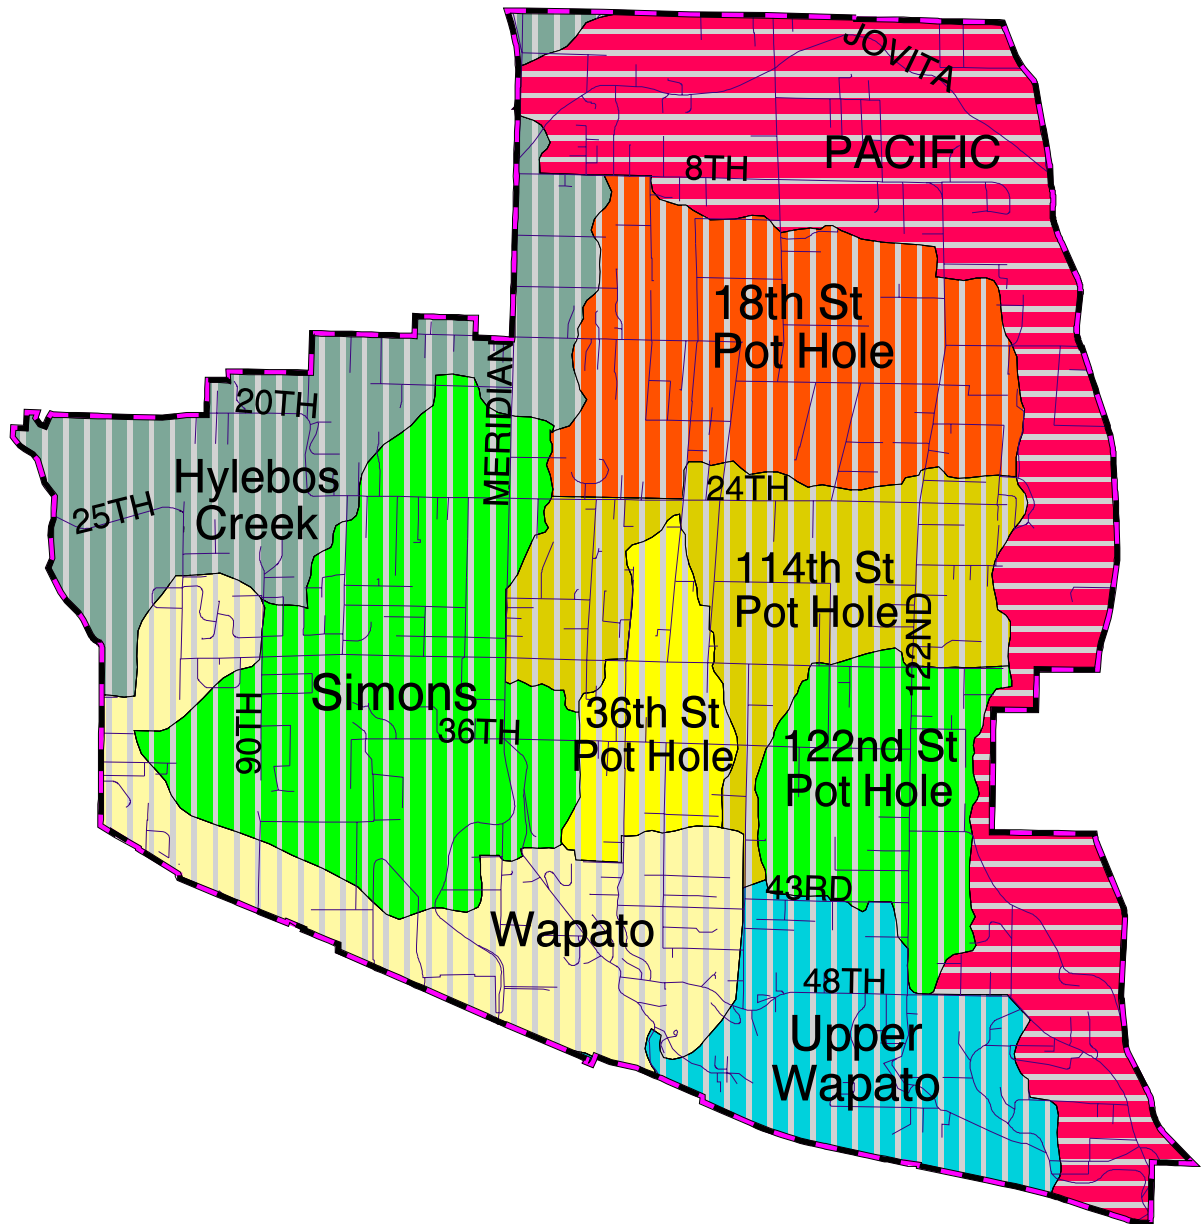 JOVITA
PACIFIC
8TH
18th St
Pot Hole
MERIDIAN
20TH
Hylebos
Creek
25TH
24TH
114th St
Pot Hole
122ND
Simons
90TH
36TH
36th St
Pot Hole
122nd St
Pot Hole
43RD
Wapato
48TH
Upper
Wapato